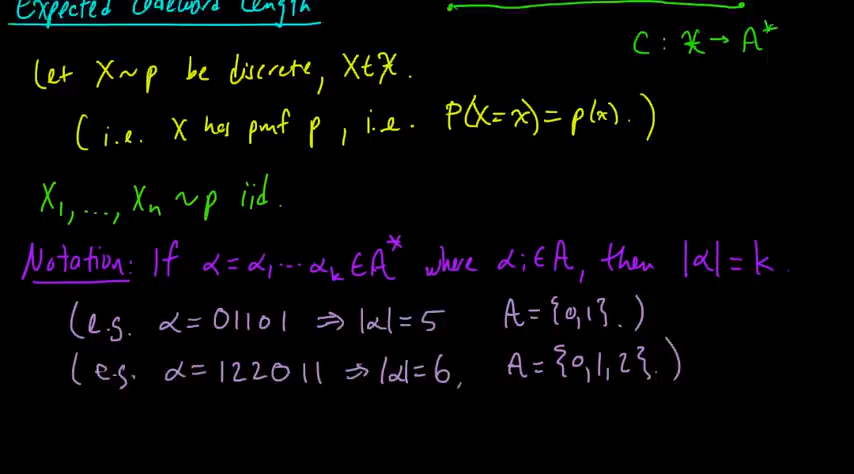 Expected Codeword Length
C : 𝒳 → A*
Let X ~ p be discrete, X ∈ 𝒳.
( i.e. X has pmf p , i.e. P(X = x) = p(x). )
X₁, ..., Xₙ ~ p iid.
Notation: If α = α₁ ... αₖ ∈ A* where αᵢ ∈ A, then |α| = k.
(e.g. α = 01101 ⇒ |α| = 5 A = {0,1}. )
( e.g. α = 122011 ⇒ |α| = 6, A = {0,1,2}. )